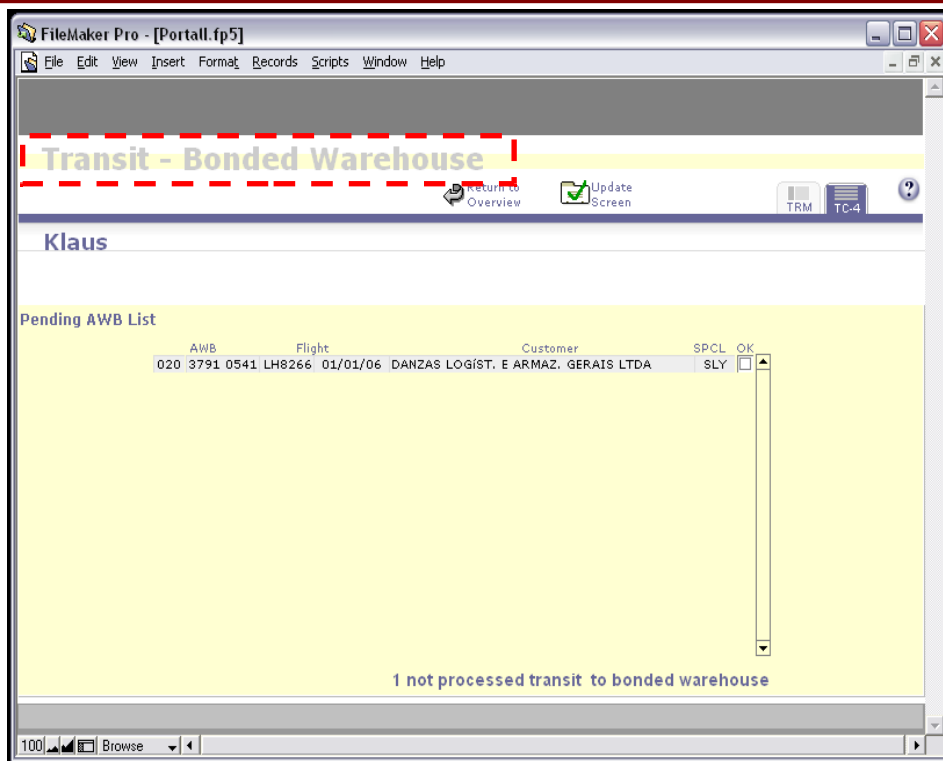 FileMaker Pro - [Portall.fp5]
File Edit View Insert Format Records Scripts Window Help
Transit - Bonded Warehouse
Return to Overview
Update Screen
TRM TC-4
?
Klaus
Pending AWB List
AWB Flight Customer SPCL OK
020 3791 0541 LH8266 01/01/06 DANZAS LOGíST. E ARMAZ. GERAIS LTDA SLY
1 not processed transit to bonded warehouse
100 Browse